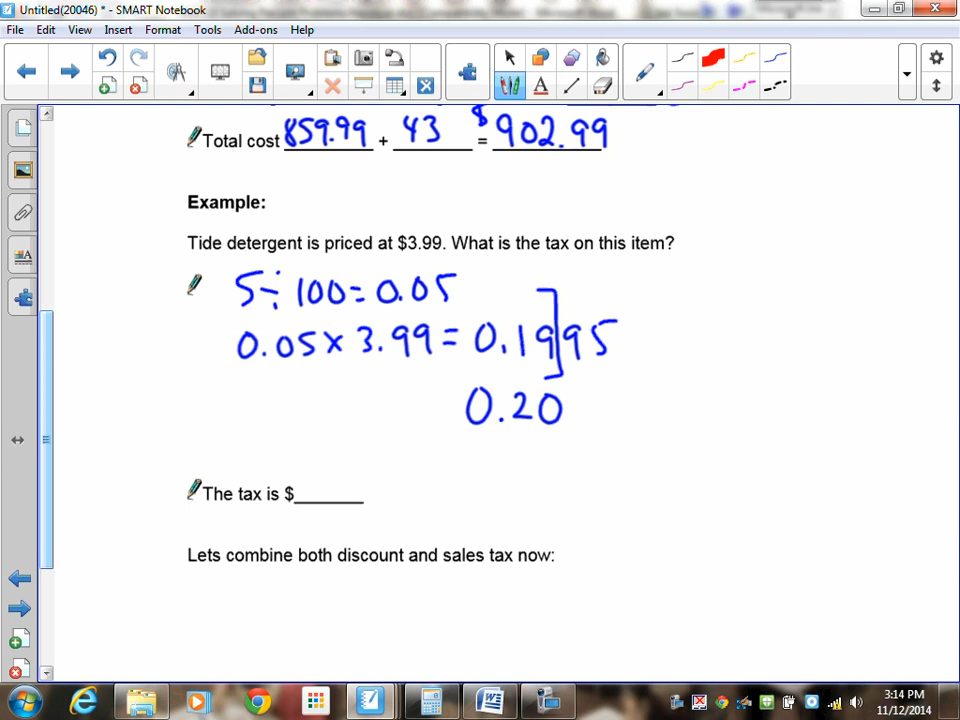 Untitled(20046) * - SMART Notebook
File Edit View Insert Format Tools Add-ons Help
Total cost 859.99 + 43 = $902.99
Example:
Tide detergent is priced at $3.99. What is the tax on this item?
5÷100=0.05
0.05×3.99=0.19]95
0.20
The tax is $_______
Lets combine both discount and sales tax now:
3:14 PM
11/12/2014